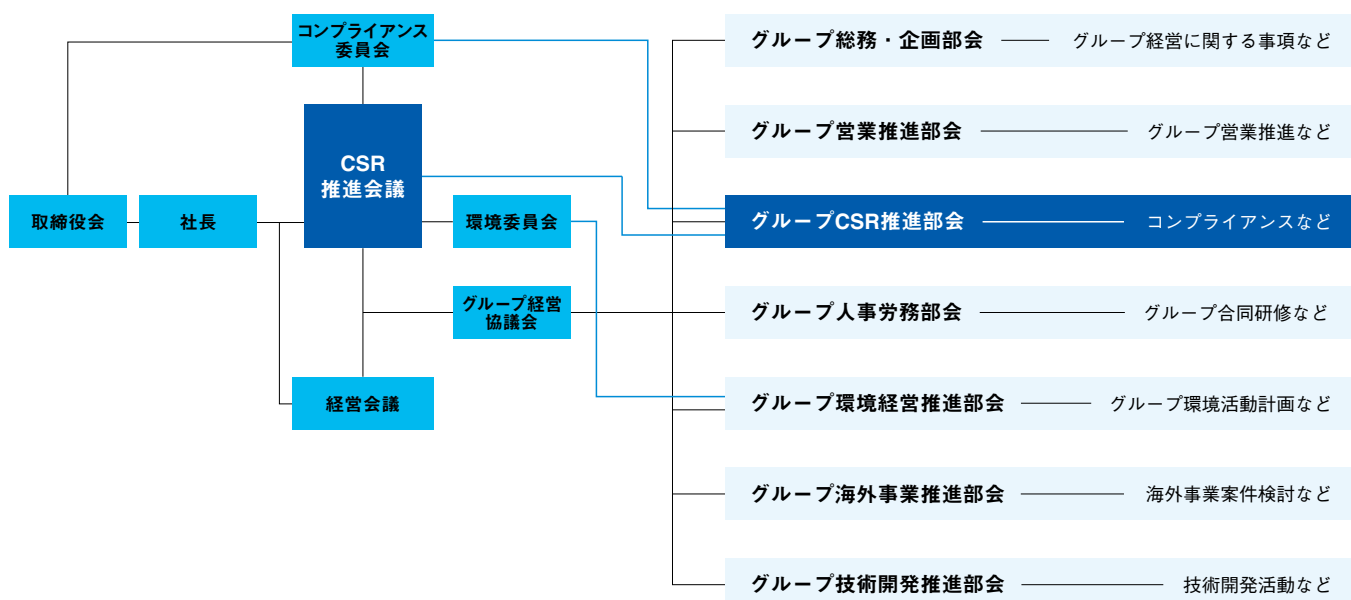 コンプライアンス
委員会
CSR
推進会議
取締役会
社長
環境委員会
グループ経営
協議会
経営会議
グループ総務・企画部会
グループ経営に関する事項など
グループ営業推進部会
グループ営業推進など
グループCSR推進部会
コンプライアンスなど
グループ人事労務部会
グループ合同研修など
グループ環境経営推進部会
グループ環境活動計画など
グループ海外事業推進部会
海外事業案件検討など
グループ技術開発推進部会
技術開発活動など